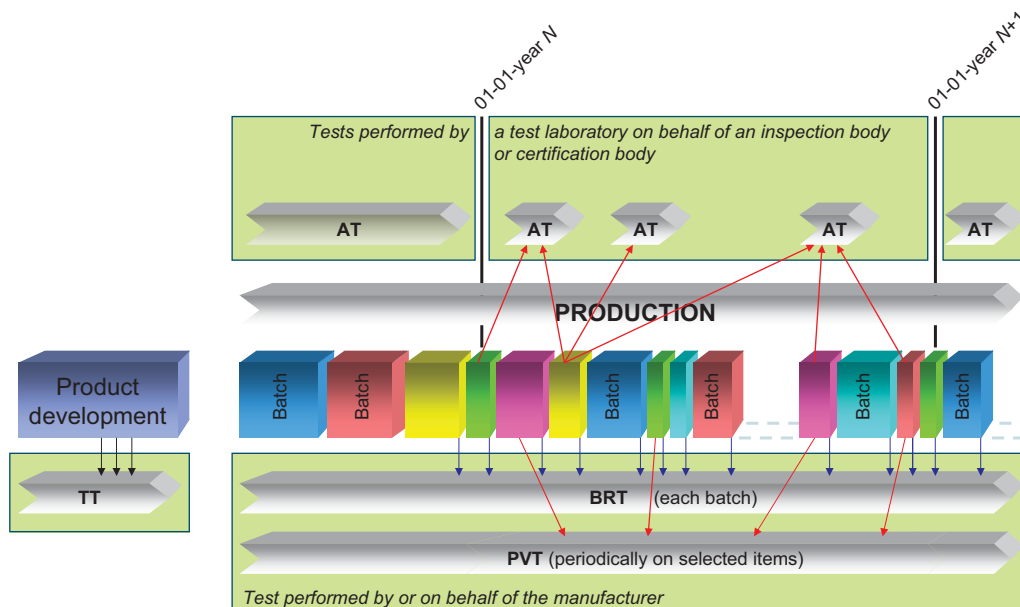 01-01-year N
01-01-year N+1
Tests performed by
a test laboratory on behalf of an inspection body
or certification body
AT
AT
AT
AT
AT
PRODUCTION
Product
development
Batch
Batch
Batch
Batch
Batch
Batch
TT
BRT (each batch)
PVT (periodically on selected items)
Test performed by or on behalf of the manufacturer